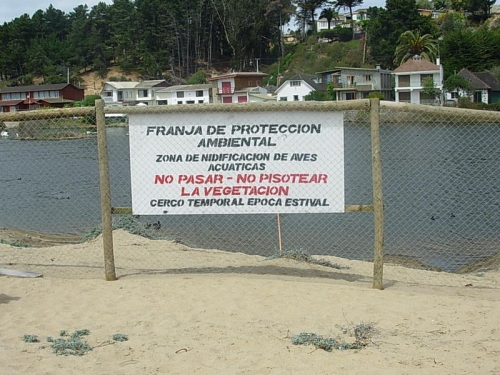 FRANJA DE PROTECCION
AMBIENTAL
ZONA DE NIDIFICACION DE AVES
ACUATICAS
NO PASAR - NO PISOTEAR
LA VEGETACION
CERCO TEMPORAL EPOCA ESTIVAL